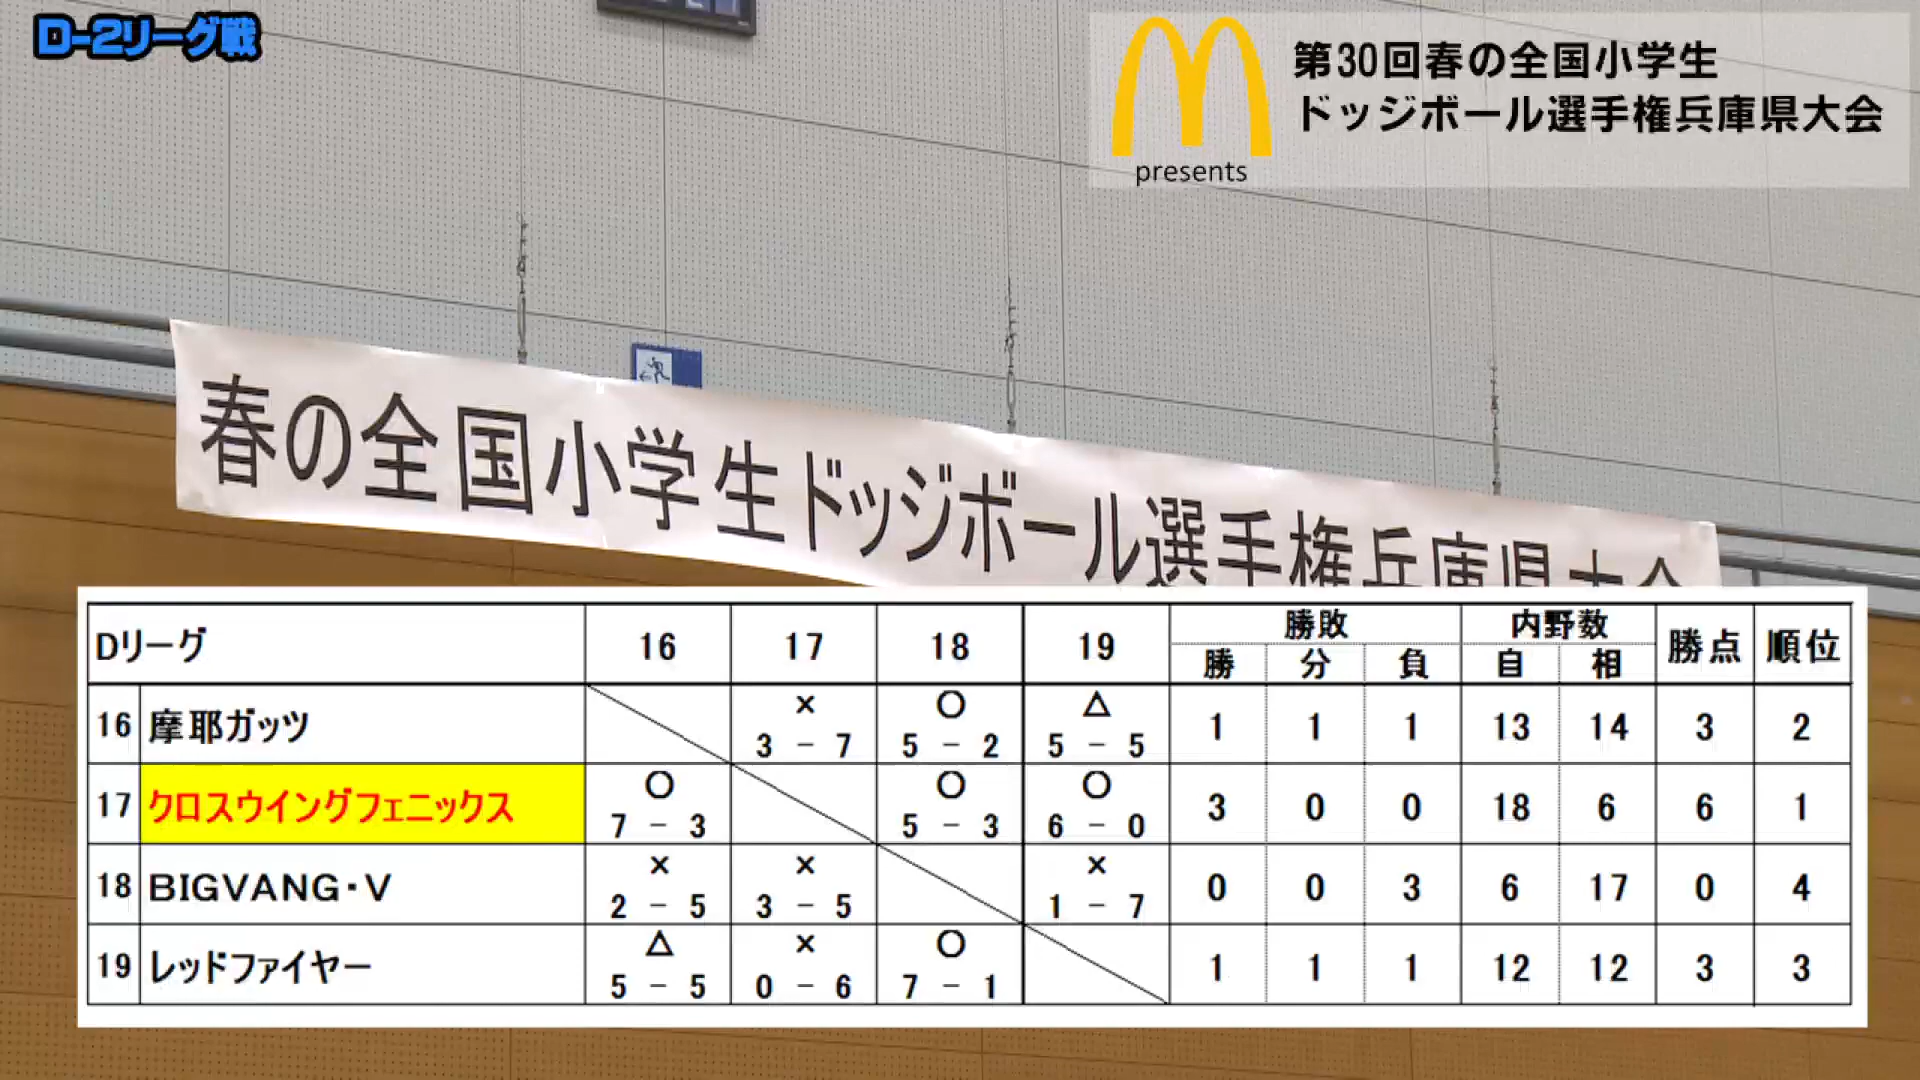 D-2リーグ戦
第30回春の全国小学生
ドッジボール選手権兵庫県大会
presents
春の全国小学生ドッジボール選手権兵庫県大会
Dリーグ 16 17 18 19 勝敗 内野数 勝点 順位
勝 分 負 自 相
16 摩耶ガッツ × 3 - 7 ○ 5 - 2 △ 5 - 5 1 1 1 13 14 3 2
17 クロスウイングフェニックス ○ 7 - 3 ○ 5 - 3 ○ 6 - 0 3 0 0 18 6 6 1
18 BIGVANG・V × 2 - 5 × 3 - 5 × 1 - 7 0 0 3 6 17 0 4
19 レッドファイヤー △ 5 - 5 × 0 - 6 ○ 7 - 1 1 1 1 12 12 3 3